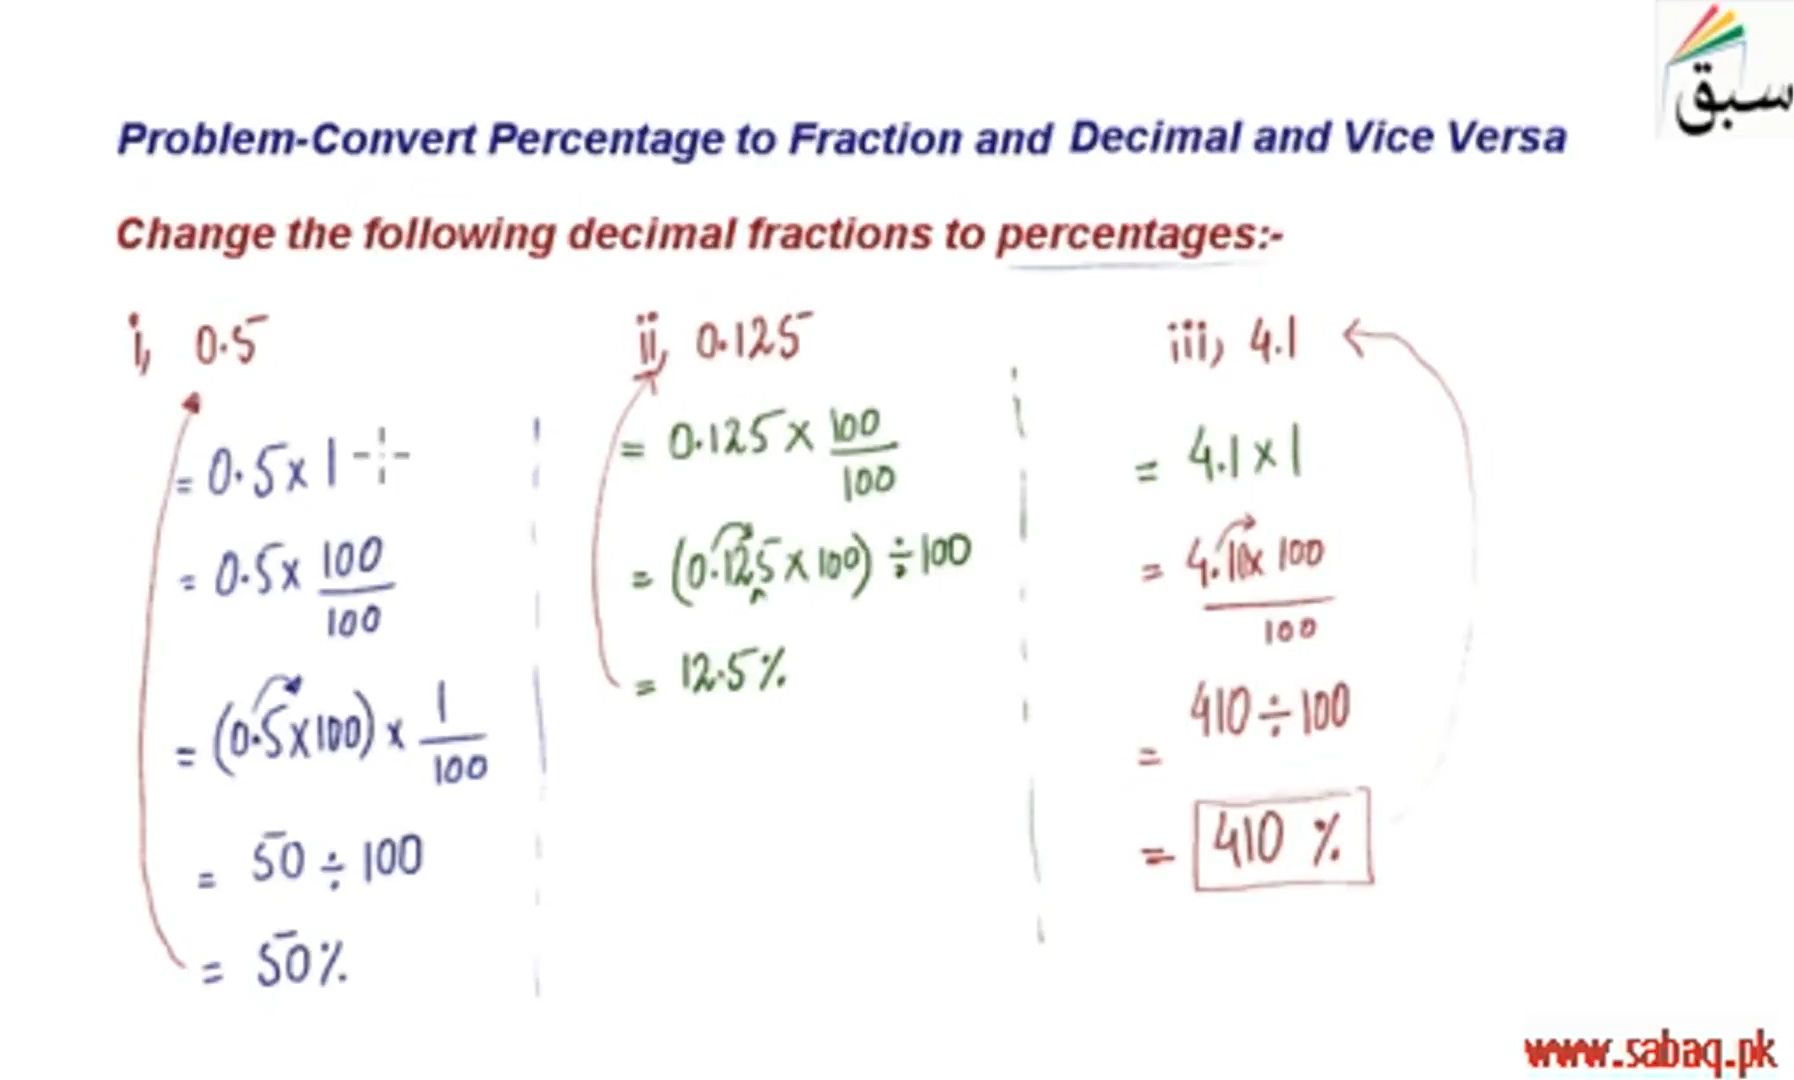 سبق
Problem-Convert Percentage to Fraction and Decimal and Vice Versa
Change the following decimal fractions to percentages:-
i, 0.5
= 0.5 x 1
= 0.5 x 100/100
= (0.5 x 100) x 1/100
= 50 ÷ 100
= 50%
ii, 0.125
= 0.125 x 100/100
= (0.125 x 100) ÷ 100
= 12.5%
iii, 4.1
= 4.1 x 1
= 4.10 x 100/100
= 410 ÷ 100
= 410 %
www.sabaq.pk